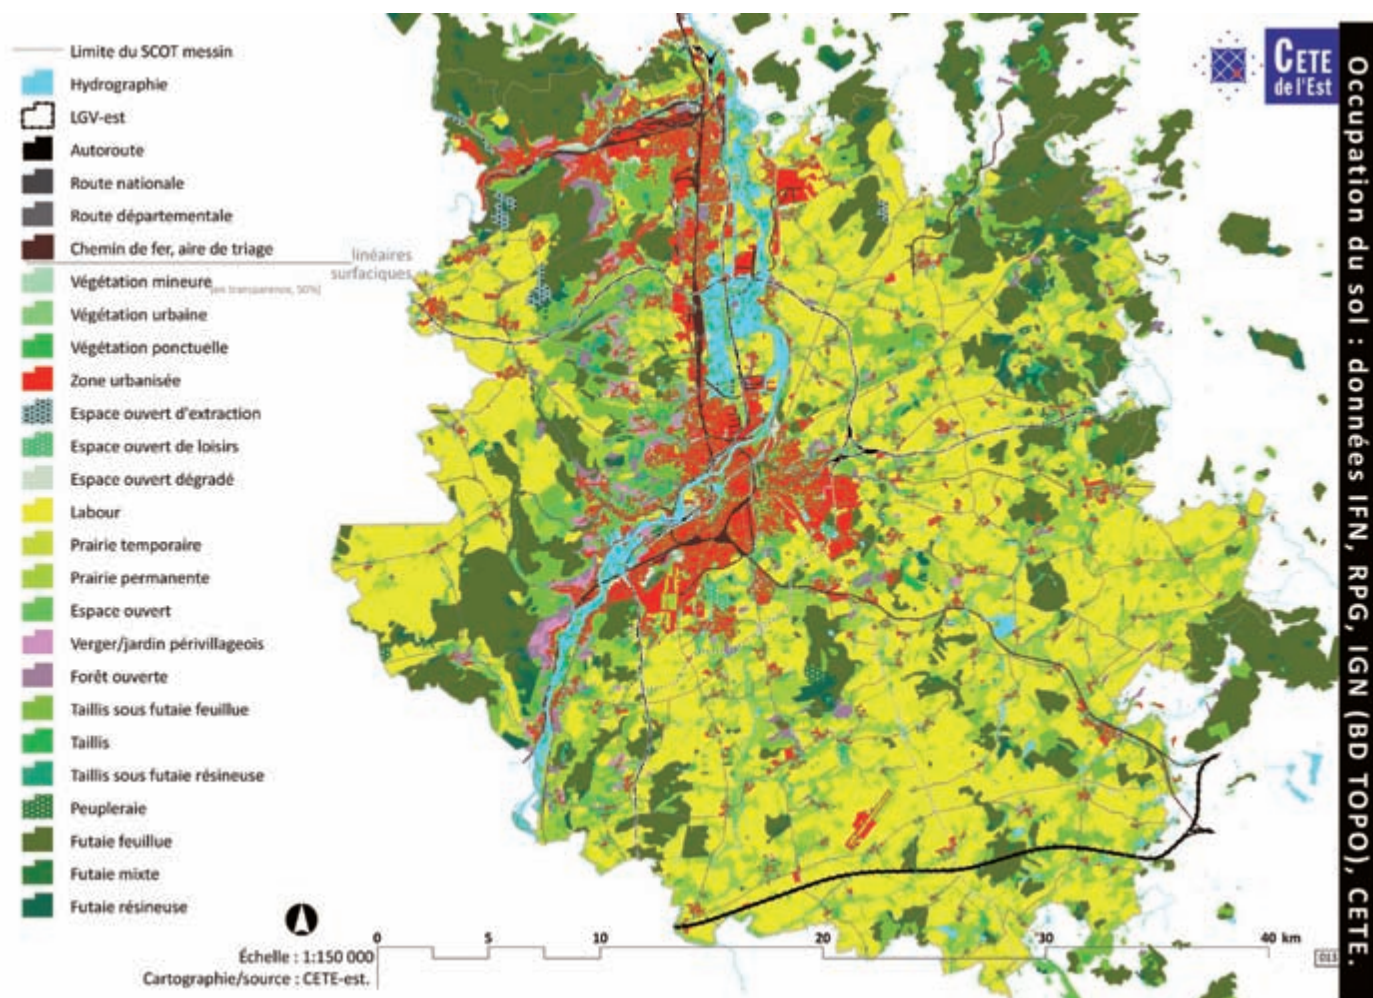 Limite du SCOT messin
Hydrographie
LGV-est
Autoroute
Route nationale
Route départementale
Chemin de fer, aire de triage
linéaires
surfaciques
Végétation mineure
(en transparence, 50%)
Végétation urbaine
Végétation ponctuelle
Zone urbanisée
Espace ouvert d'extraction
Espace ouvert de loisirs
Espace ouvert dégradé
Labour
Prairie temporaire
Prairie permanente
Espace ouvert
Verger/jardin périvillageois
Forêt ouverte
Taillis sous futaie feuillue
Taillis
Taillis sous futaie résineuse
Peupleraie
Futaie feuillue
Futaie mixte
Futaie résineuse
Échelle : 1:150 000
Cartographie/source : CETE-est.
0 5 10 20 30 40 km
013
CETE
de l'Est
Occupation du sol : données IFN, RPG, IGN (BD TOPO), CETE.